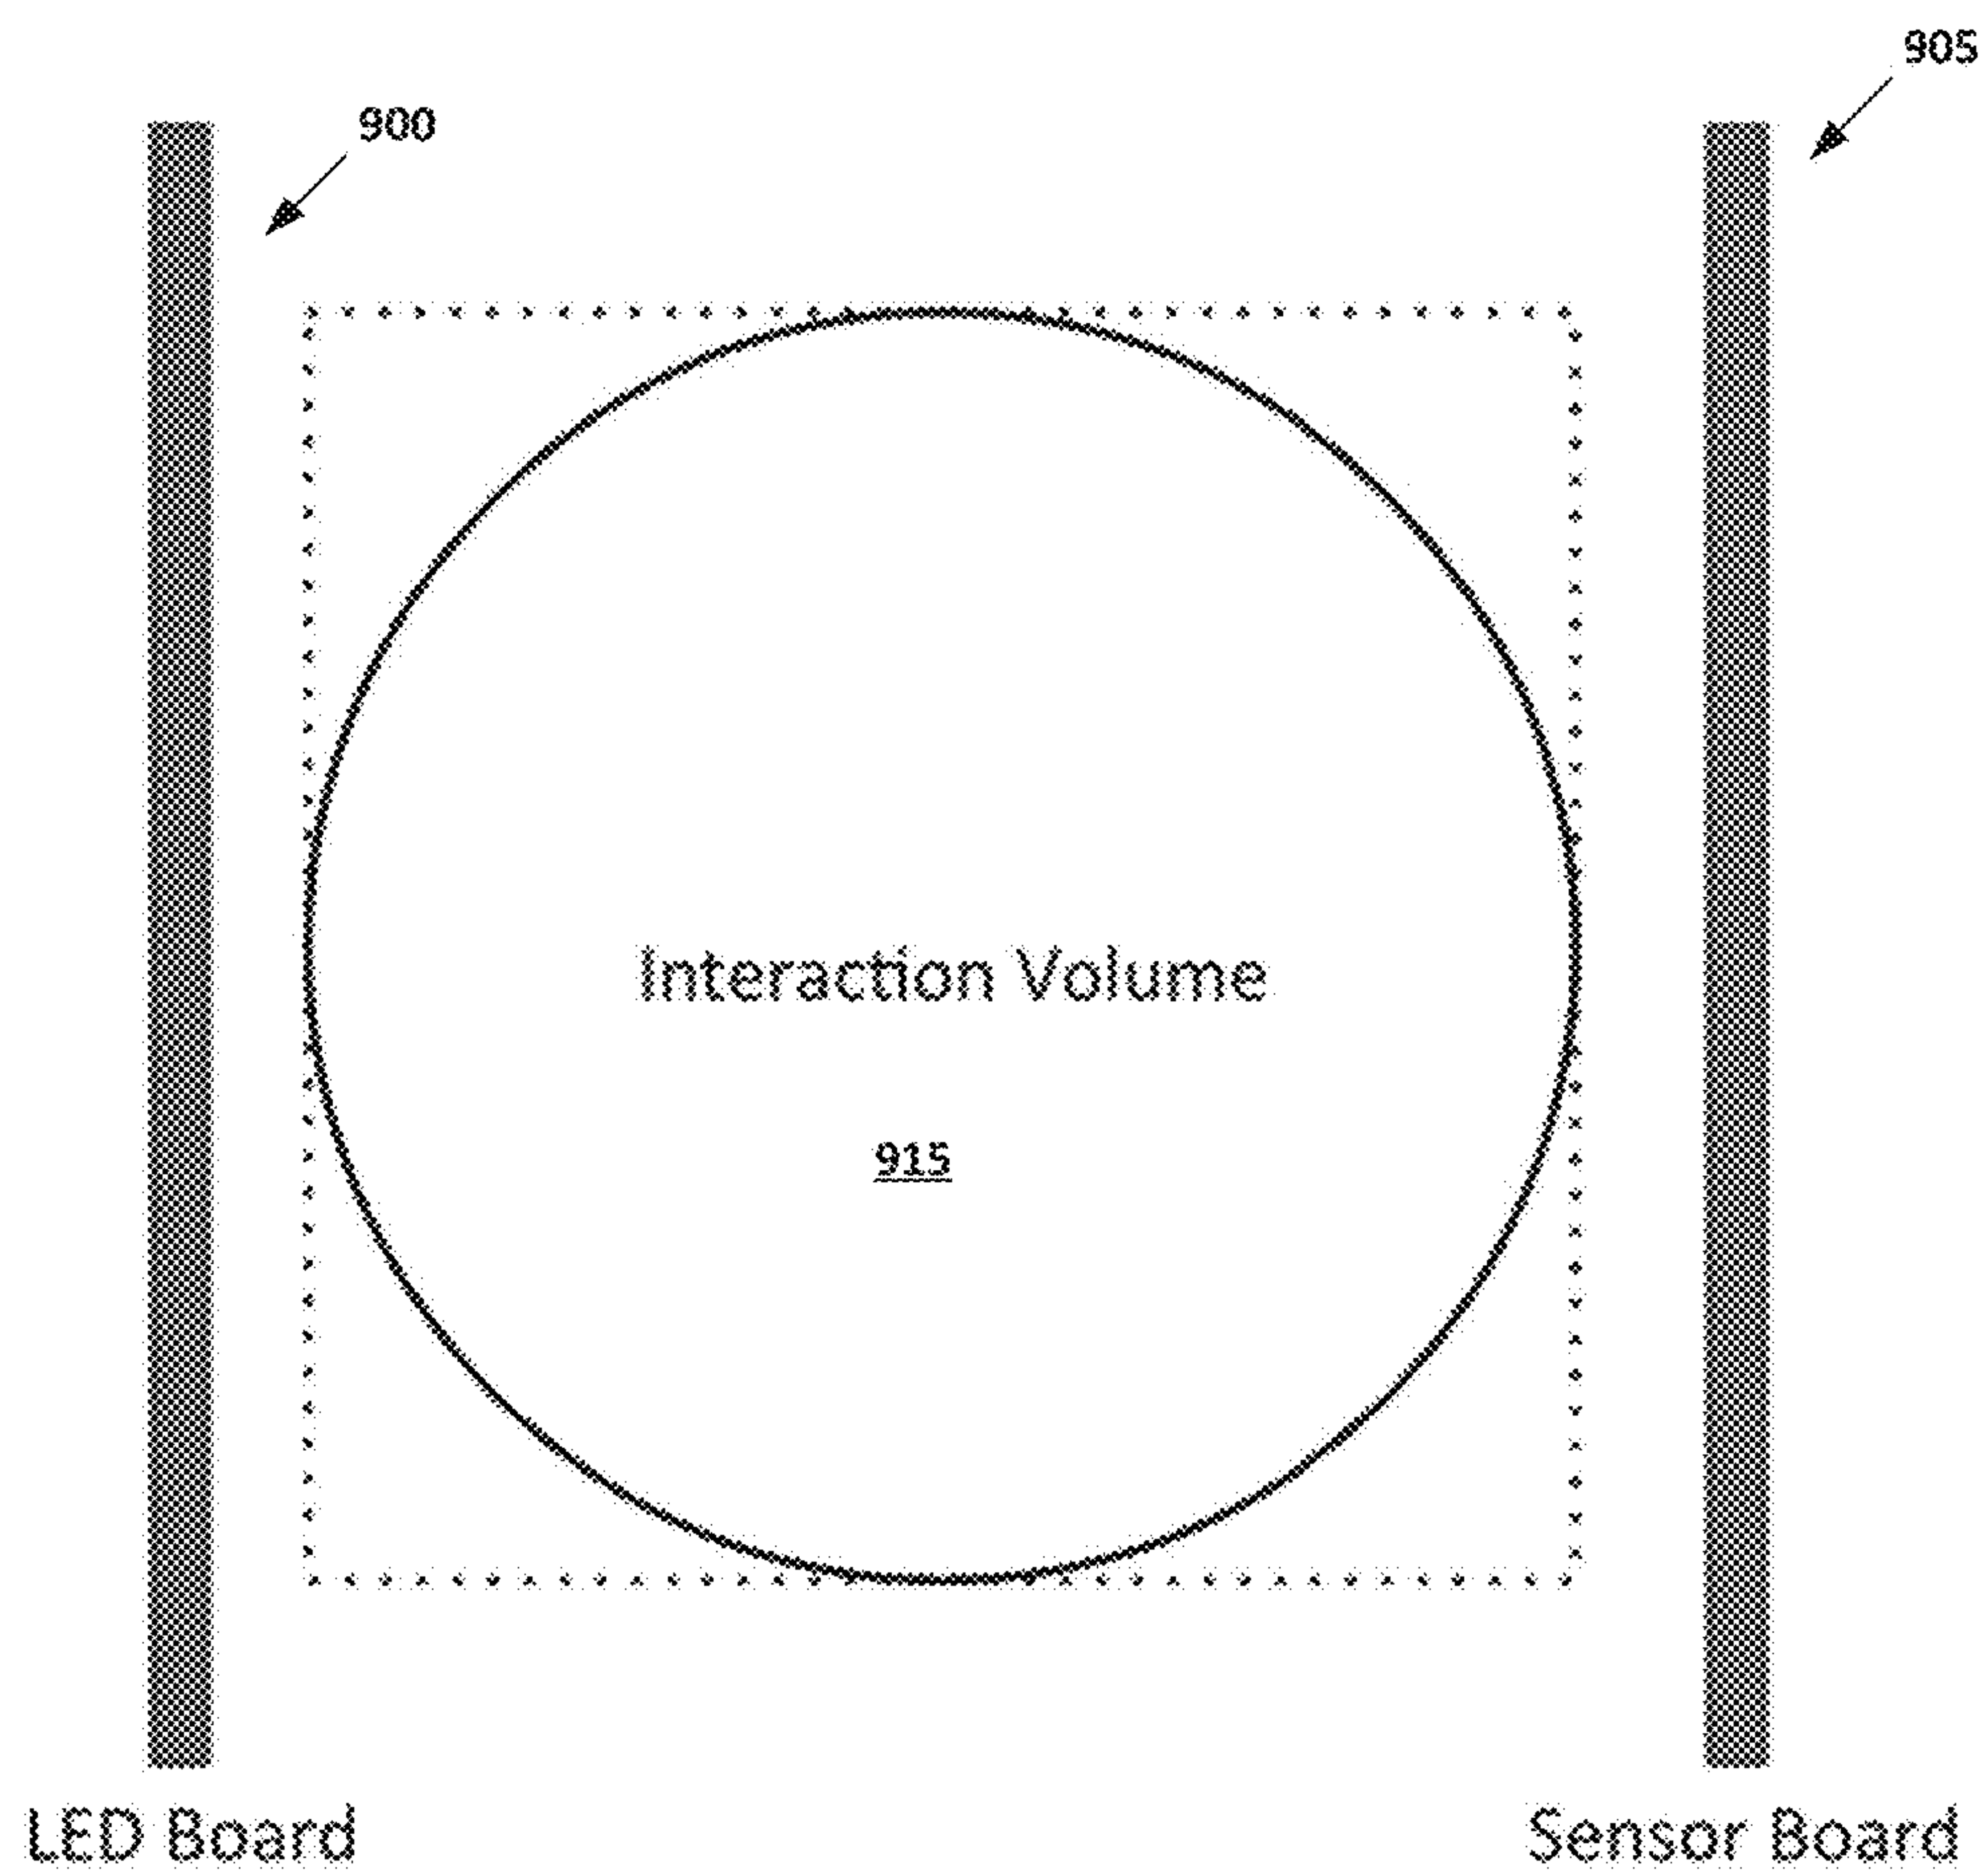 905
900
Interaction Volume
915
LED Board
Sensor Board